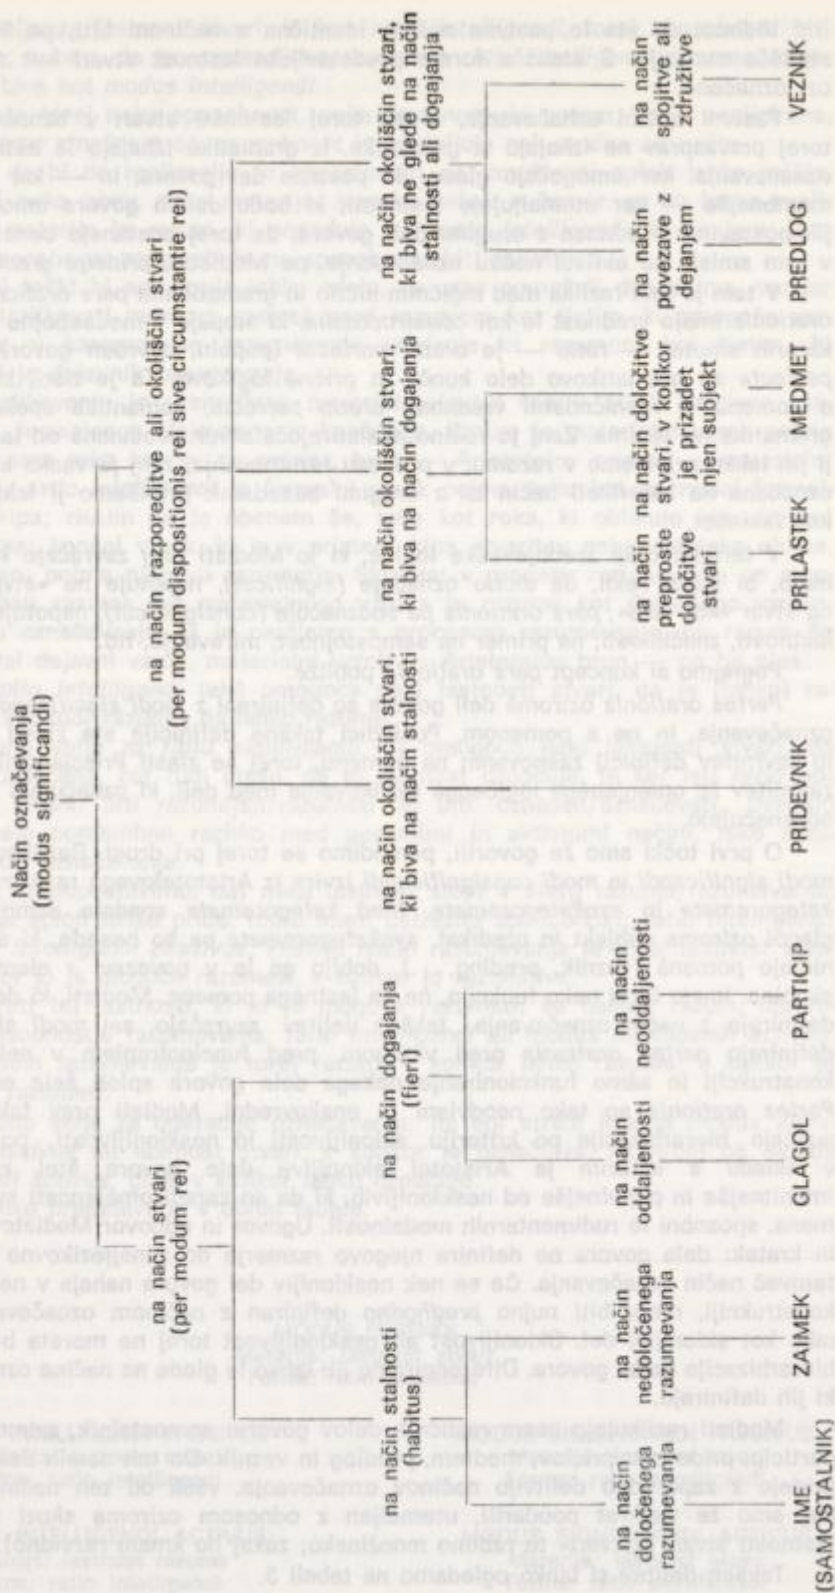 Način označevanja
(modus significandi)
na način stvari
(per modum rei)
na način razporeditve ali okoliščin stvari
(per modum dispositionis rei sive circumstantie rei)
na način stalnosti
(habitus)
na način dogajanja
(fieri)
na način okoliščin stvari,
ki biva na način stalnosti
na način okoliščin stvari,
ki biva na način dogajanja
na način okoliščin stvari,
ki biva ne glede na način
stalnosti ali dogajanja
na način
določenega
razumevanja
na način
nedoločenega
razumevanja
na način
oddaljenosti
na način
neoddaljenosti
na način
preproste
določitve
stvari
na način določitve
stvari, v kolikor
je prizadet
njen subjekt
na način
povezave z
dejanjem
na način
spojitve ali
združitve
IME
(SAMOSTALNIK)
ZAIMEK
GLAGOL
PARTICIP
PRIDEVNIK
PRILASTEK
MEDMET
PREDLOG
VEZNIK